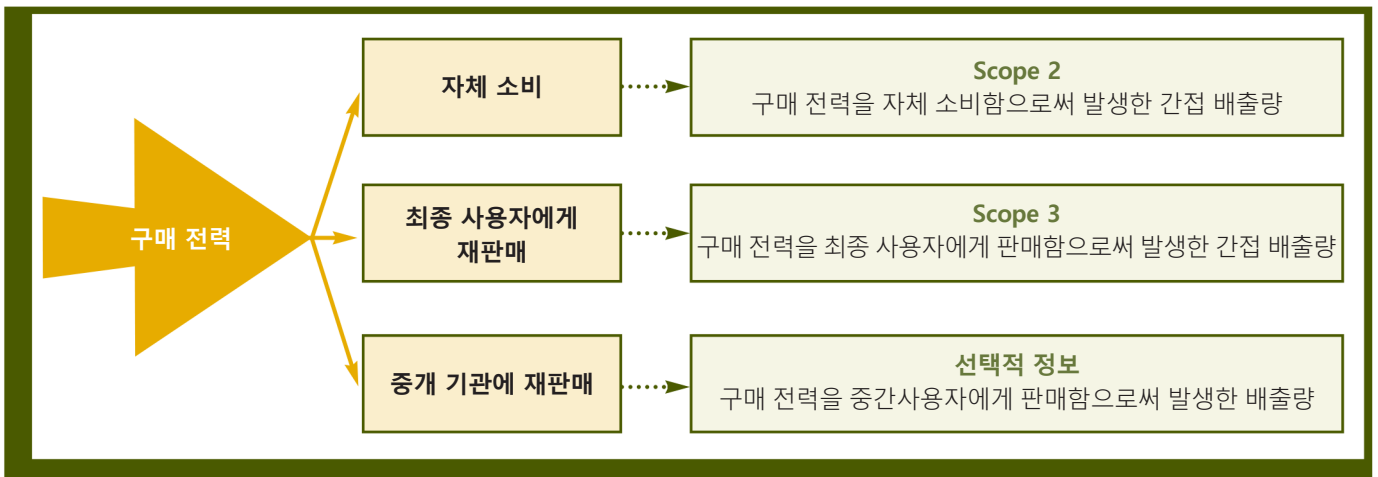 구매 전력
자체 소비
Scope 2
구매 전력을 자체 소비함으로써 발생한 간접 배출량
최종 사용자에게
재판매
Scope 3
구매 전력을 최종 사용자에게 판매함으로써 발생한 간접 배출량
중개 기관에 재판매
선택적 정보
구매 전력을 중간사용자에게 판매함으로써 발생한 배출량